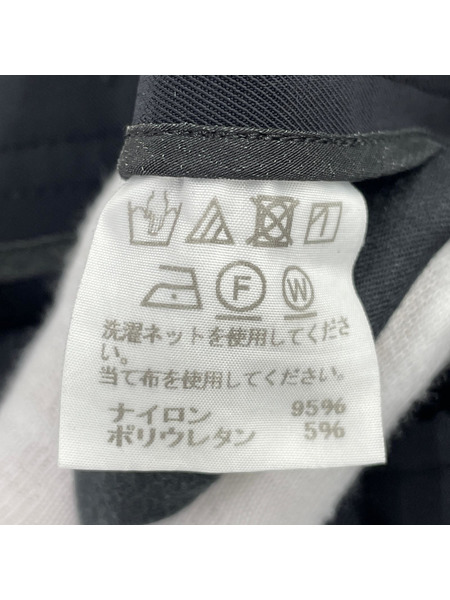 F W
洗濯ネットを使用してくださ
い。
当て布を使用してください。
ナイロン 95%
ポリウレタン 5%